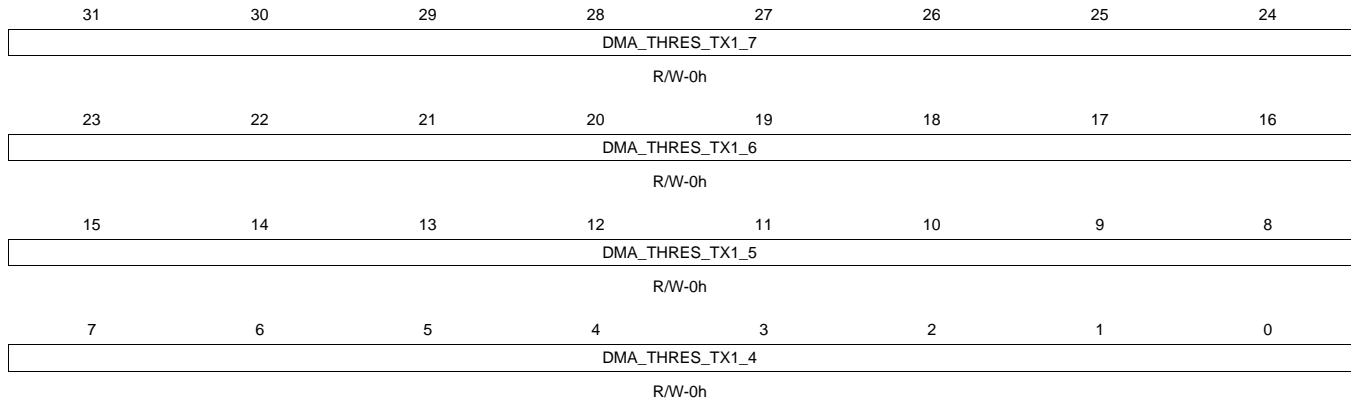 31 30 29 28 27 26 25 24
DMA_THRES_TX1_7
R/W-0h
23 22 21 20 19 18 17 16
DMA_THRES_TX1_6
R/W-0h
15 14 13 12 11 10 9 8
DMA_THRES_TX1_5
R/W-0h
7 6 5 4 3 2 1 0
DMA_THRES_TX1_4
R/W-0h